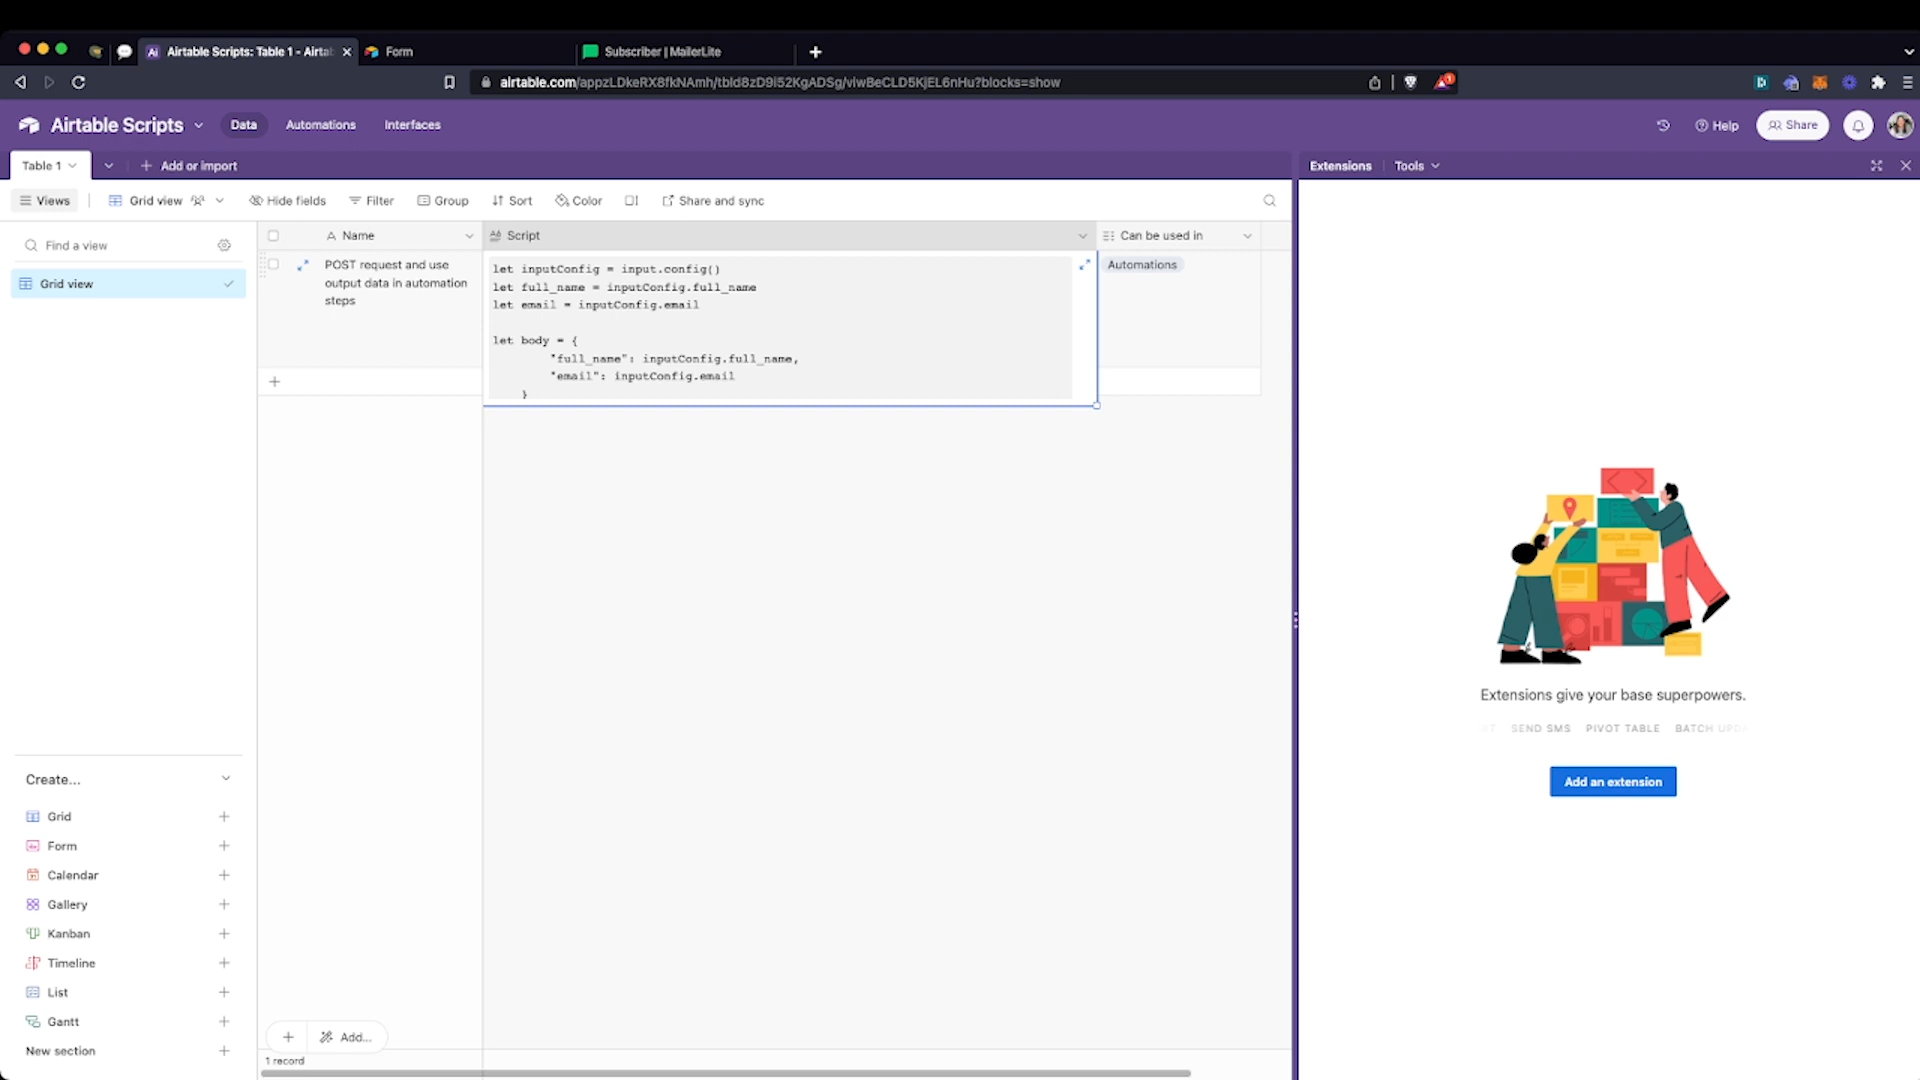 Airtable Scripts: Table 1 - Airtab
Form
Subscriber | MailerLite
airtable.com/appzLDkeRX8fkNAmh/tbld8zD9i52KgADSg/viwBeCLD5KjEL6nHu?blocks=show
Airtable Scripts
Data
Automations
Interfaces
Help
Share
Table 1
Add or import
Extensions
Tools
Views
Grid view
Hide fields
Filter
Group
Sort
Color
Share and sync
Find a view
Name
Script
Can be used in
Grid view
POST request and use
output data in automation
steps
let inputConfig = input.config()
let full_name = inputConfig.full_name
let email = inputConfig.email
let body = {
"full_name": inputConfig.full_name,
"email": inputConfig.email
}
Automations
Extensions give your base superpowers.
SEND SMS PIVOT TABLE BATCH UPDA
Add an extension
Create...
Grid
Form
Calendar
Gallery
Kanban
Timeline
List
Gantt
New section
Add...
1 record